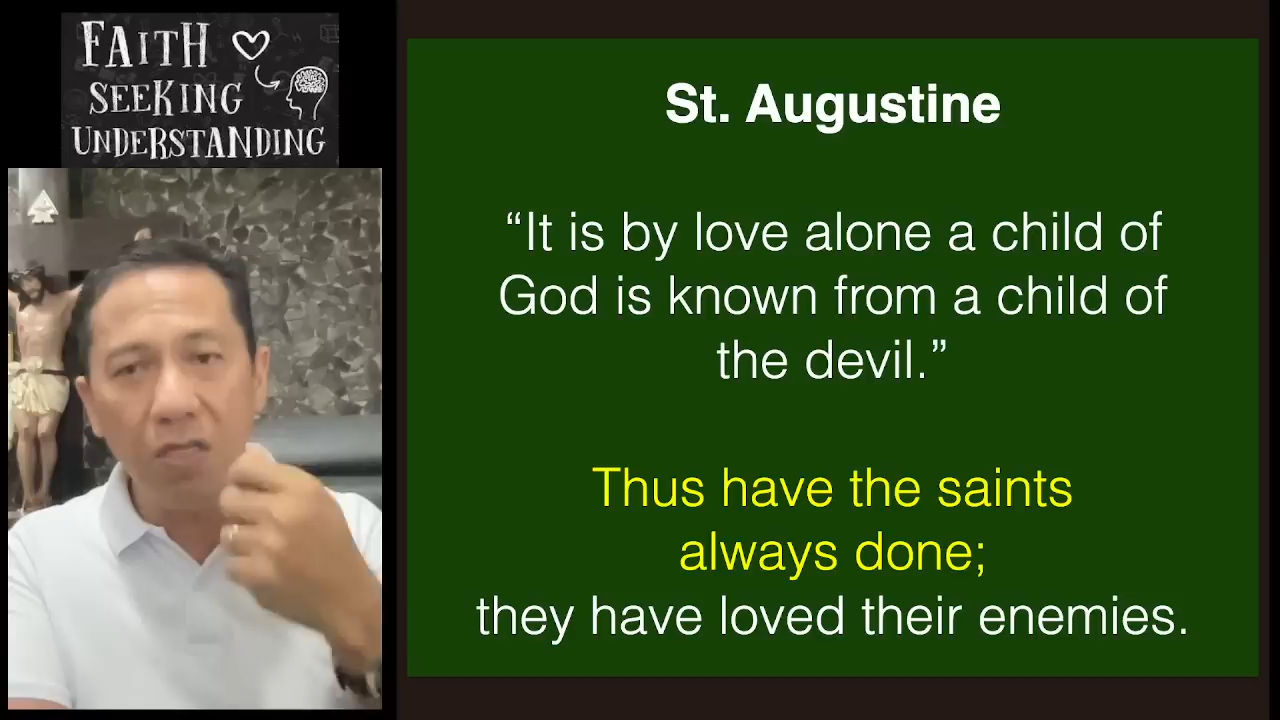 FAITH
SEEKING
UNDERSTANDING
St. Augustine
“It is by love alone a child of
God is known from a child of
the devil.”
Thus have the saints
always done;
they have loved their enemies.